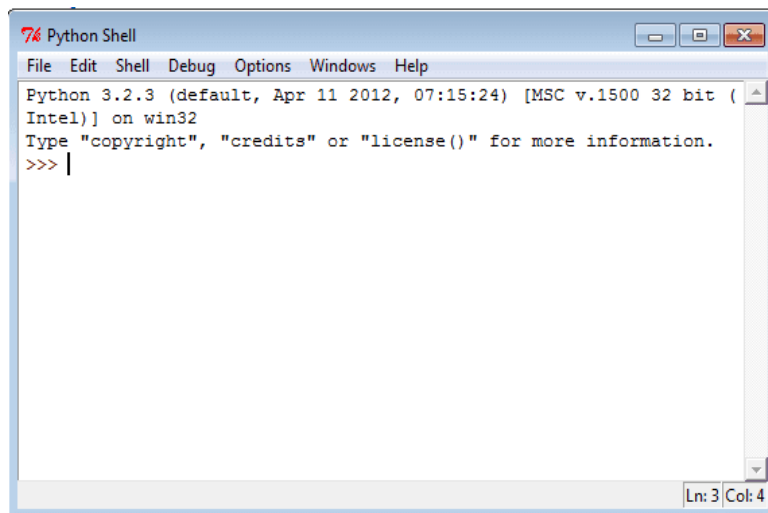 7% Python Shell
File Edit Shell Debug Options Windows Help
Python 3.2.3 (default, Apr 11 2012, 07:15:24) [MSC v.1500 32 bit (
Intel)] on win32
Type "copyright", "credits" or "license()" for more information.
>>>
Ln: 3 Col: 4